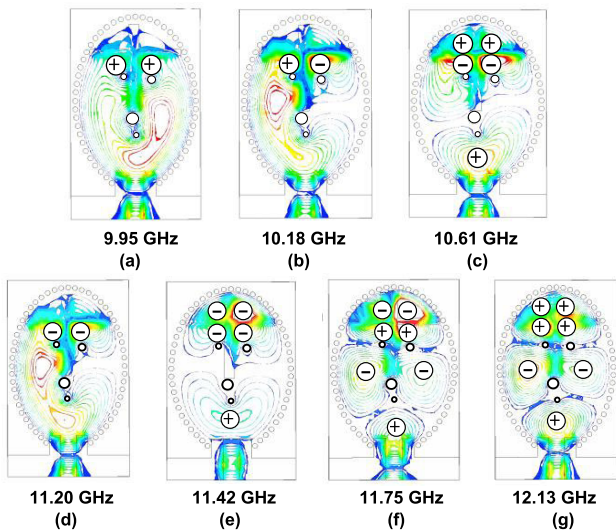 + +
+ + + − − −
+
9.95 GHz 10.18 GHz 10.61 GHz
(a) (b) (c)
− − − − + +
− − − − + + + +
− − − −
+ + +
11.20 GHz 11.42 GHz 11.75 GHz 12.13 GHz
(d) (e) (f) (g)